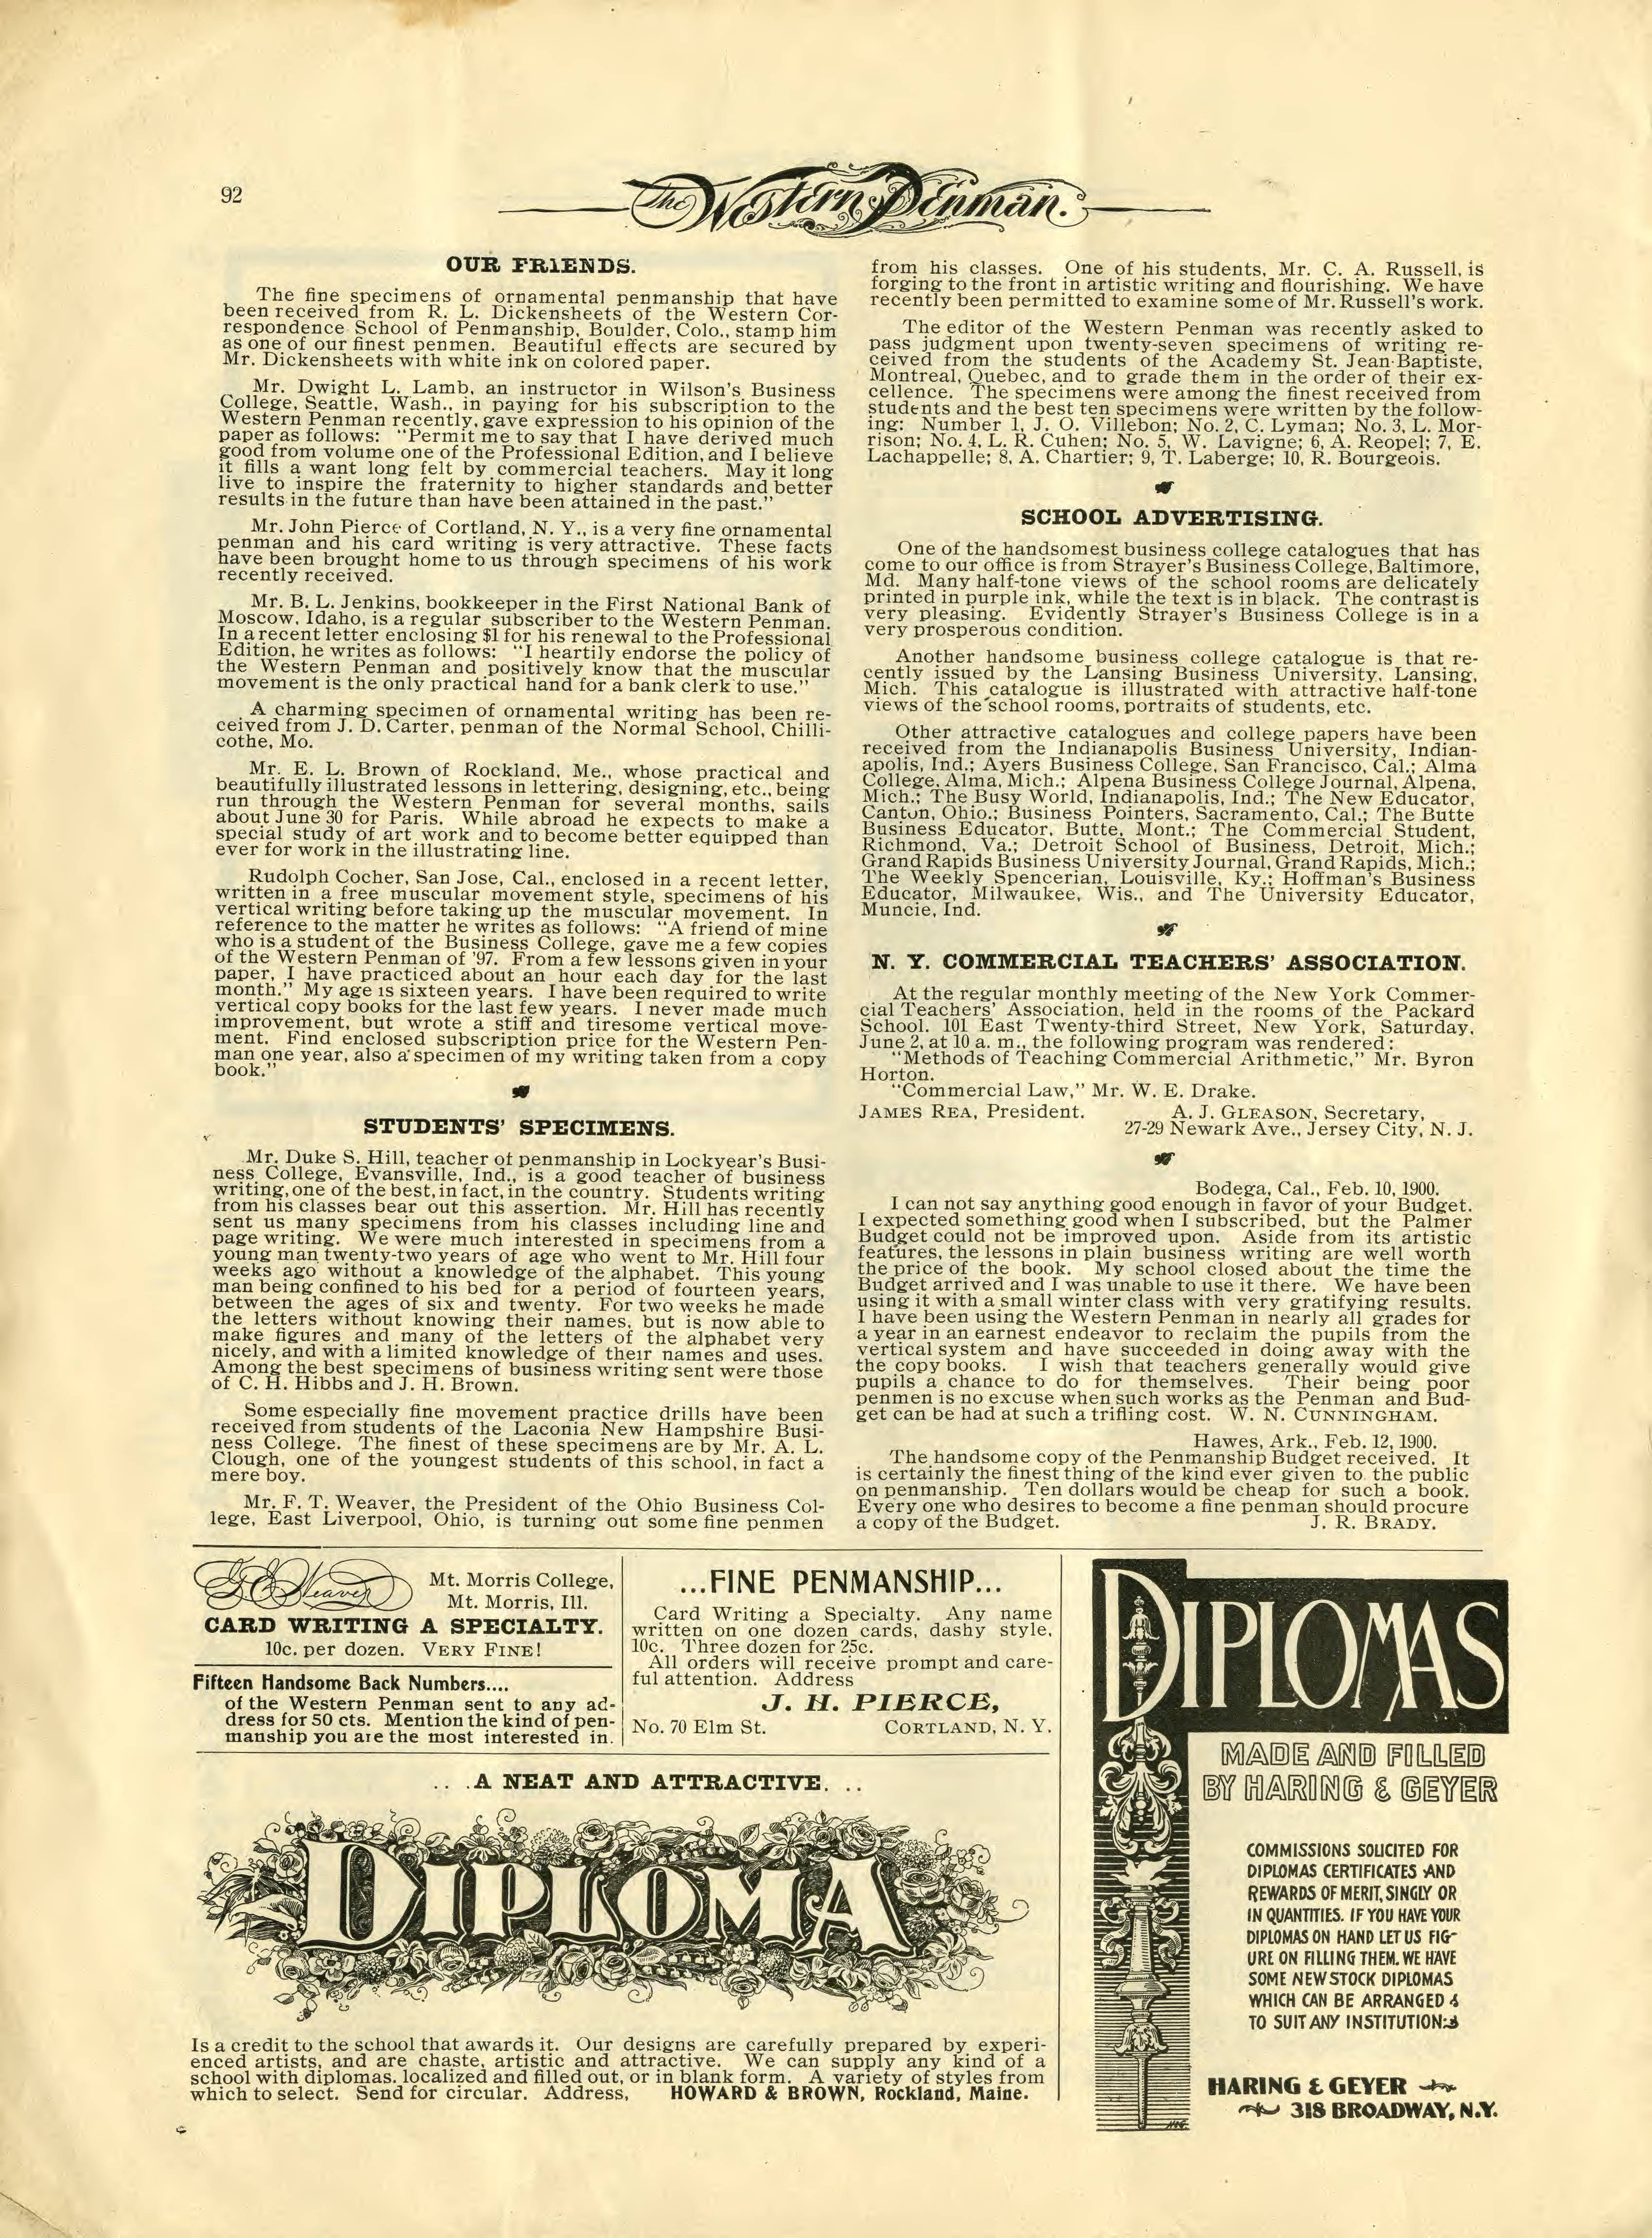 92
The Western Penman.
OUR FRIENDS.
The fine specimens of ornamental penmanship that have
been received from R. L. Dickensheets of the Western Cor-
respondence School of Penmanship, Boulder, Colo., stamp him
as one of our finest penmen. Beautiful effects are secured by
Mr. Dickensheets with white ink on colored paper.
Mr. Dwight L. Lamb, an instructor in Wilson's Business
College, Seattle, Wash., in paying for his subscription to the
Western Penman recently, gave expression to his opinion of the
paper as follows: "Permit me to say that I have derived much
good from volume one of the Professional Edition, and I believe
it fills a want long felt by commercial teachers. May it long
live to inspire the fraternity to higher standards and better
results in the future than have been attained in the past."
Mr. John Pierce of Cortland, N. Y., is a very fine ornamental
penman and his card writing is very attractive. These facts
have been brought home to us through specimens of his work
recently received.
Mr. B. L. Jenkins, bookkeeper in the First National Bank of
Moscow, Idaho, is a regular subscriber to the Western Penman.
In a recent letter enclosing $1 for his renewal to the Professional
Edition, he writes as follows: "I heartily endorse the policy of
the Western Penman and positively know that the muscular
movement is the only practical hand for a bank clerk to use."
A charming specimen of ornamental writing has been re-
ceived from J. D. Carter, penman of the Normal School, Chilli-
cothe, Mo.
Mr. E. L. Brown of Rockland, Me., whose practical and
beautifully illustrated lessons in lettering, designing, etc., being
run through the Western Penman for several months, sails
about June 30 for Paris. While abroad he expects to make a
special study of art work and to become better equipped than
ever for work in the illustrating line.
Rudolph Cocher, San Jose, Cal., enclosed in a recent letter,
written in a free muscular movement style, specimens of his
vertical writing before taking up the muscular movement. In
reference to the matter he writes as follows: "A friend of mine
who is a student of the Business College, gave me a few copies
of the Western Penman of '97. From a few lessons given in your
paper, I have practiced about an hour each day for the last
month." My age is sixteen years. I have been required to write
vertical copy books for the last few years. I never made much
improvement, but wrote a stiff and tiresome vertical move-
ment. Find enclosed subscription price for the Western Pen-
man one year, also a specimen of my writing taken from a copy
book."
STUDENTS' SPECIMENS.
Mr. Duke S. Hill, teacher of penmanship in Lockyear's Busi-
ness College, Evansville, Ind., is a good teacher of business
writing, one of the best, in fact, in the country. Students writing
from his classes bear out this assertion. Mr. Hill has recently
sent us many specimens from his classes including line and
page writing. We were much interested in specimens from a
young man twenty-two years of age who went to Mr. Hill four
weeks ago without a knowledge of the alphabet. This young
man being confined to his bed for a period of fourteen years,
between the ages of six and twenty. For two weeks he made
the letters without knowing their names, but is now able to
make figures and many of the letters of the alphabet very
nicely, and with a limited knowledge of their names and uses.
Among the best specimens of business writing sent were those
of C. H. Hibbs and J. H. Brown.
Some especially fine movement practice drills have been
received from students of the Laconia New Hampshire Busi-
ness College. The finest of these specimens are by Mr. A. L.
Clough, one of the youngest students of this school, in fact a
mere boy.
Mr. F. T. Weaver, the President of the Ohio Business Col-
lege, East Liverpool, Ohio, is turning out some fine penmen
from his classes. One of his students, Mr. C. A. Russell, is
forging to the front in artistic writing and flourishing. We have
recently been permitted to examine some of Mr. Russell's work.
The editor of the Western Penman was recently asked to
pass judgment upon twenty-seven specimens of writing re-
ceived from the students of the Academy St. Jean-Baptiste,
Montreal, Quebec, and to grade them in the order of their ex-
cellence. The specimens were among the finest received from
students and the best ten specimens were written by the follow-
ing: Number 1, J. O. Villebon; No. 2, C. Lyman; No. 3, L. Mor-
rison; No. 4, L. R. Cuhen; No. 5, W. Lavigne; 6, A. Reopel; 7, E.
Lachappelle; 8, A. Chartier; 9, T. Laberge; 10, R. Bourgeois.
SCHOOL ADVERTISING.
One of the handsomest business college catalogues that has
come to our office is from Strayer's Business College, Baltimore,
Md. Many half-tone views of the school rooms are delicately
printed in purple ink, while the text is in black. The contrast is
very pleasing. Evidently Strayer's Business College is in a
very prosperous condition.
Another handsome business college catalogue is that re-
cently issued by the Lansing Business University, Lansing,
Mich. This catalogue is illustrated with attractive half-tone
views of the school rooms, portraits of students, etc.
Other attractive catalogues and college papers have been
received from the Indianapolis Business University, Indian-
apolis, Ind.; Ayers Business College, San Francisco, Cal.; Alma
College, Alma, Mich.; Alpena Business College Journal, Alpena,
Mich.; The Busy World, Indianapolis, Ind.; The New Educator,
Canton, Ohio.; Business Pointers, Sacramento, Cal.; The Butte
Business Educator, Butte, Mont.; The Commercial Student,
Richmond, Va.; Detroit School of Business, Detroit, Mich.;
Grand Rapids Business University Journal, Grand Rapids, Mich.;
The Weekly Spencerian, Louisville, Ky.; Hoffman's Business
Educator, Milwaukee, Wis., and The University Educator,
Muncie, Ind.
N. Y. COMMERCIAL TEACHERS' ASSOCIATION.
At the regular monthly meeting of the New York Commer-
cial Teachers' Association, held in the rooms of the Packard
School, 101 East Twenty-third Street, New York, Saturday,
June 2, at 10 a. m., the following program was rendered:
"Methods of Teaching Commercial Arithmetic," Mr. Byron
Horton.
"Commercial Law," Mr. W. E. Drake.
JAMES REA, President. A. J. GLEASON, Secretary,
27-29 Newark Ave., Jersey City, N. J.
Bodega, Cal., Feb. 10, 1900.
I can not say anything good enough in favor of your Budget.
I expected something good when I subscribed, but the Palmer
Budget could not be improved upon. Aside from its artistic
features, the lessons in plain business writing are well worth
the price of the book. My school closed about the time the
Budget arrived and I was unable to use it there. We have been
using it with a small winter class with very gratifying results.
I have been using the Western Penman in nearly all grades for
a year in an earnest endeavor to reclaim the pupils from the
vertical system and have succeeded in doing away with the
the copy books. I wish that teachers generally would give
pupils a chance to do for themselves. Their being poor
penmen is no excuse when such works as the Penman and Bud-
get can be had at such a trifling cost. W. N. CUNNINGHAM.
Hawes, Ark., Feb. 12, 1900.
The handsome copy of the Penmanship Budget received. It
is certainly the finest thing of the kind ever given to the public
on penmanship. Ten dollars would be cheap for such a book.
Every one who desires to become a fine penman should procure
a copy of the Budget. J. R. BRADY.
G E Weaver
Mt. Morris College,
Mt. Morris, Ill.
CARD WRITING A SPECIALTY.
10c. per dozen. VERY FINE!
Fifteen Handsome Back Numbers....
of the Western Penman sent to any ad-
dress for 50 cts. Mention the kind of pen-
manship you are the most interested in.
...FINE PENMANSHIP...
Card Writing a Specialty. Any name
written on one dozen cards, dashy style,
10c. Three dozen for 25c.
All orders will receive prompt and care-
ful attention. Address
J. H. PIERCE,
No. 70 Elm St. CORTLAND, N. Y.
.. .A NEAT AND ATTRACTIVE. ..
DIPLOMA
Is a credit to the school that awards it. Our designs are carefully prepared by experi-
enced artists, and are chaste, artistic and attractive. We can supply any kind of a
school with diplomas, localized and filled out, or in blank form. A variety of styles from
which to select. Send for circular. Address, HOWARD & BROWN, Rockland, Maine.
DIPLOMAS
MADE AND FILLED
BY HARING & GEYER
COMMISSIONS SOLICITED FOR
DIPLOMAS CERTIFICATES AND
REWARDS OF MERIT, SINGLY OR
IN QUANTITIES. IF YOU HAVE YOUR
DIPLOMAS ON HAND LET US FIG-
URE ON FILLING THEM. WE HAVE
SOME NEW STOCK DIPLOMAS
WHICH CAN BE ARRANGED
TO SUIT ANY INSTITUTION
HARING & GEYER
318 BROADWAY, N.Y.
H&G.